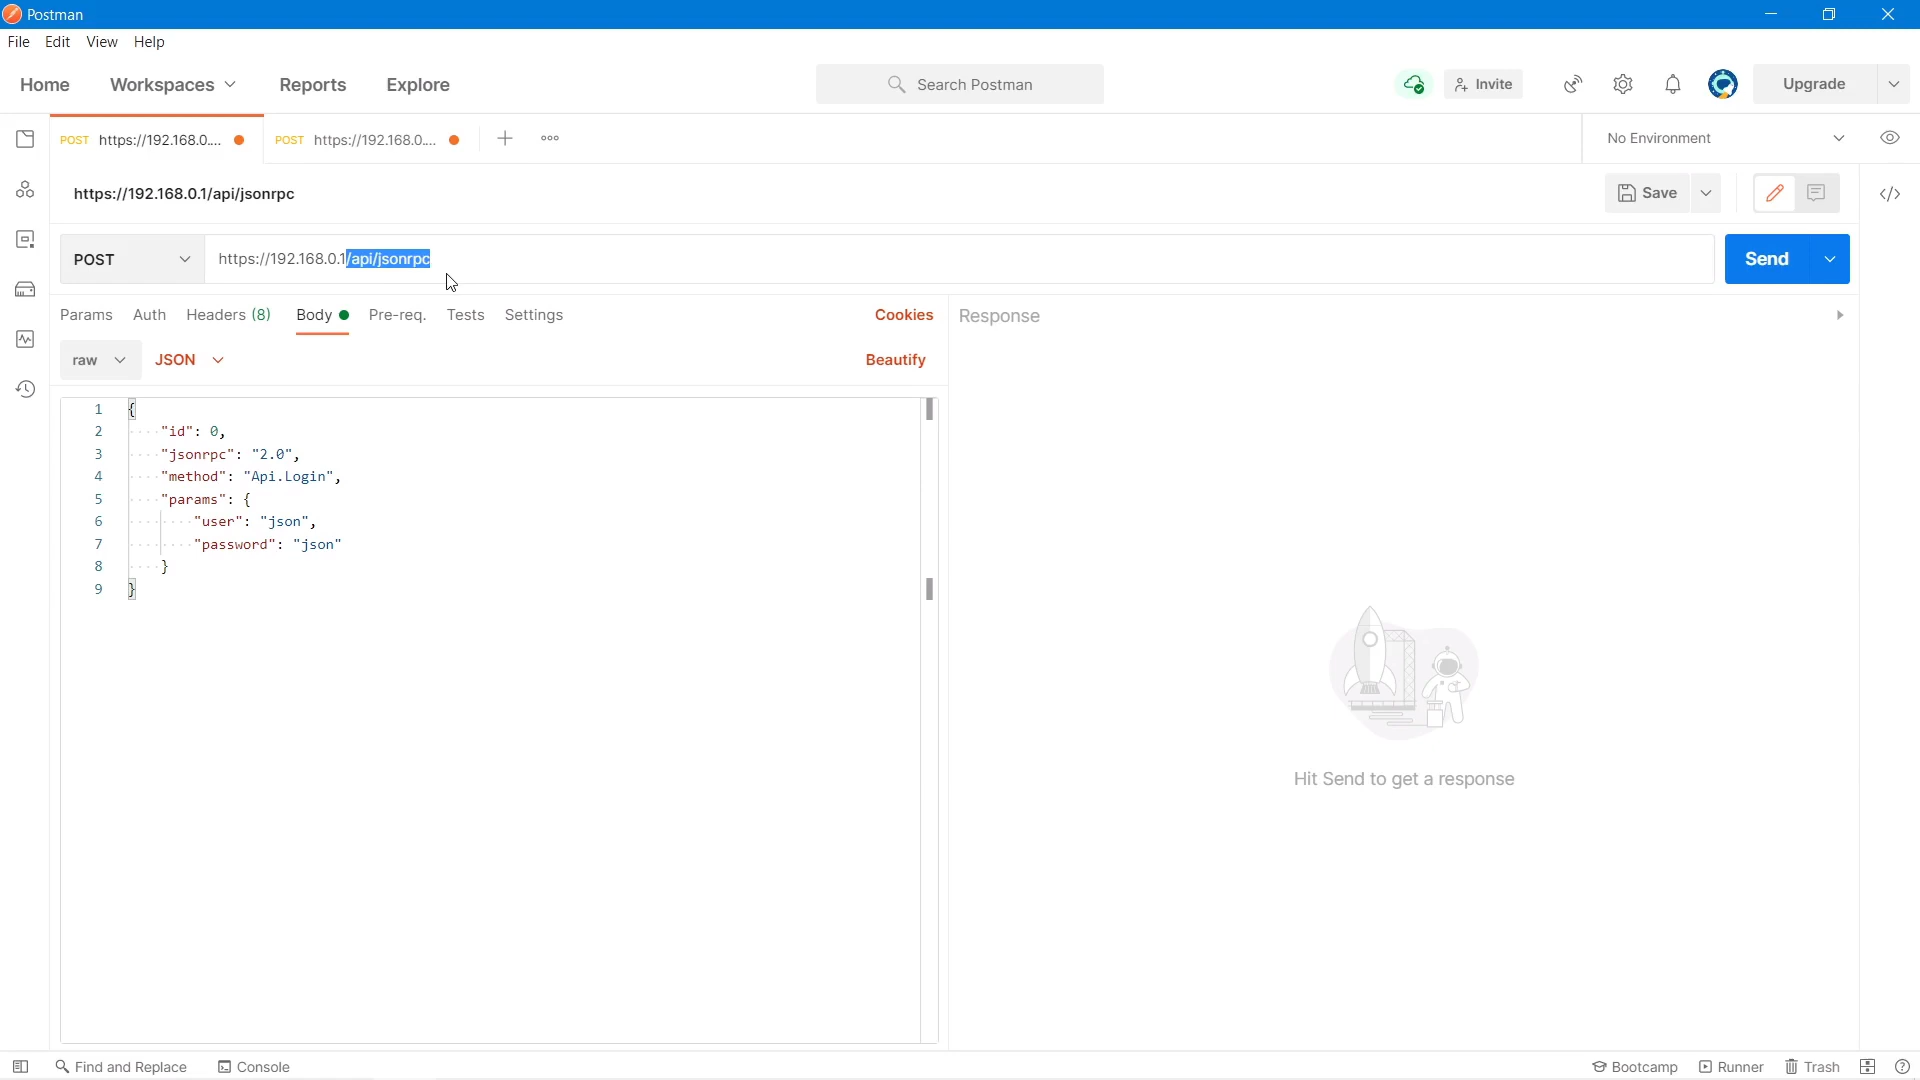 Postman
File Edit View Help
Home Workspaces Reports Explore Search Postman Invite Upgrade
POST https://192.168.0.... POST https://192.168.0.... No Environment
https://192.168.0.1/api/jsonrpc Save
POST https://192.168.0.1/api/jsonrpc Send
Params Auth Headers (8) Body Pre-req. Tests Settings Cookies Response
raw JSON Beautify
1 {
2 "id": 0,
3 "jsonrpc": "2.0",
4 "method": "Api.Login",
5 "params": {
6 "user": "json",
7 "password": "json"
8 }
9 }
Hit Send to get a response
Find and Replace Console Bootcamp Runner Trash